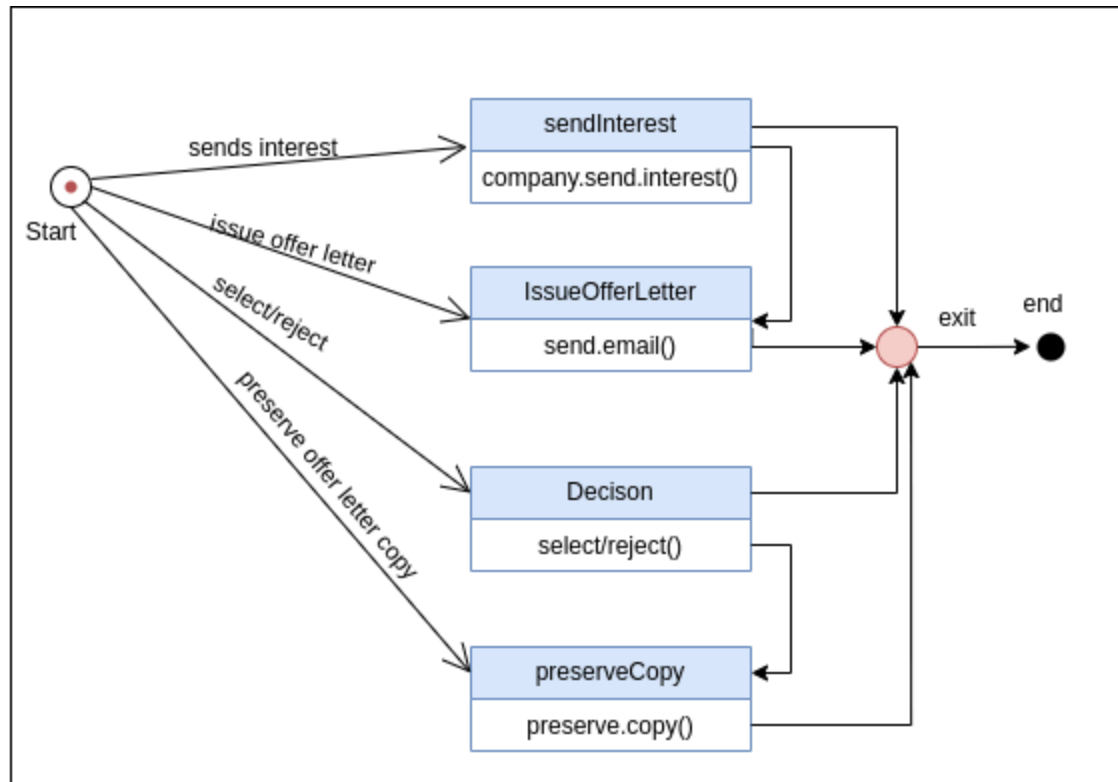 sendInterest
sends interest
company.send.interest()
Start
issue offer letter
IssueOfferLetter
select/reject
end
exit
send.email()
preserve offer letter copy
Decison
select/reject()
preserveCopy
preserve.copy()